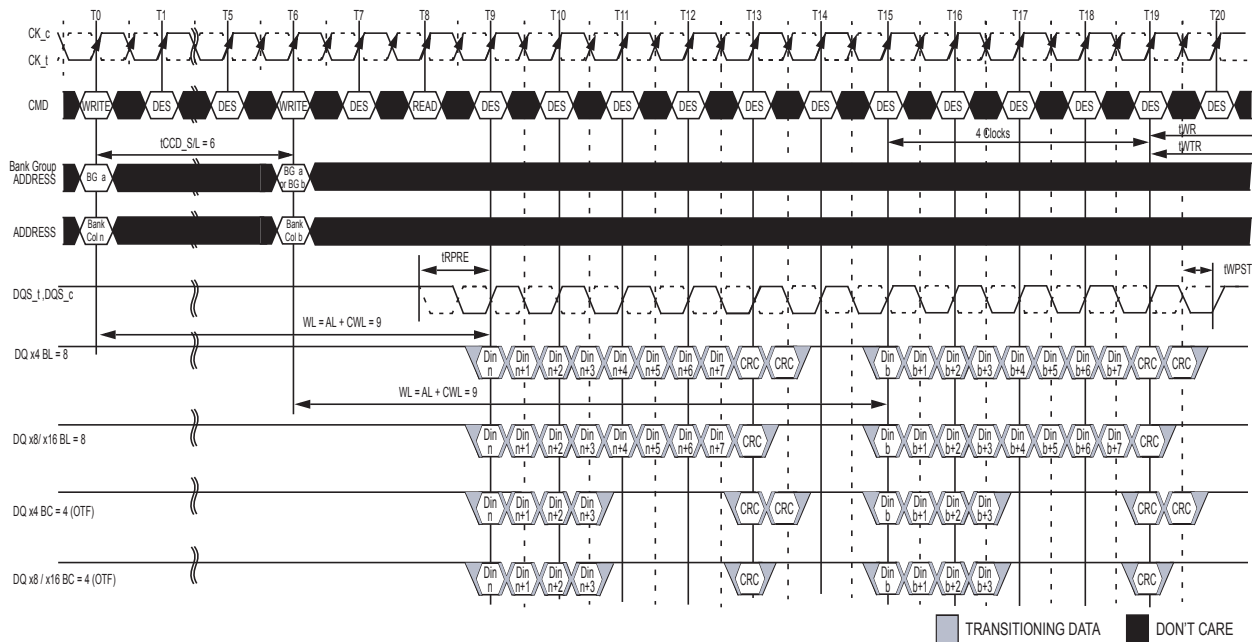 T0 T1 T5 T6 T7 T8 T9 T10 T11 T12 T13 T14 T15 T16 T17 T18 T19 T20
CK_c
CK_t
CMD WRITE DES DES WRITE DES READ DES DES DES DES DES DES DES DES DES DES DES DES
tCCD_S/L = 6
4 Clocks
tWR
tWTR
Bank Group
ADDRESS
BG a
BG a
or BG b
ADDRESS
Bank
Col n
Bank
Col b
tRPRE
tWPST
DQS_t ,DQS_c
WL = AL + CWL = 9
DQ x4 BL = 8
Din n Din n+1 Din n+2 Din n+3 Din n+4 Din n+5 Din n+6 Din n+7 CRC CRC Din b Din b+1 Din b+2 Din b+3 Din b+4 Din b+5 Din b+6 Din b+7 CRC CRC
WL = AL + CWL = 9
DQ x8/ x16 BL = 8
Din n Din n+1 Din n+2 Din n+3 Din n+4 Din n+5 Din n+6 Din n+7 CRC Din b Din b+1 Din b+2 Din b+3 Din b+4 Din b+5 Din b+6 Din b+7 CRC
DQ x4 BC = 4 (OTF)
Din n Din n+1 Din n+2 Din n+3 CRC CRC Din b Din b+1 Din b+2 Din b+3 CRC CRC
DQ x8 / x16 BC = 4 (OTF)
Din n Din n+1 Din n+2 Din n+3 CRC Din b Din b+1 Din b+2 Din b+3 CRC
TRANSITIONING DATA DON'T CARE